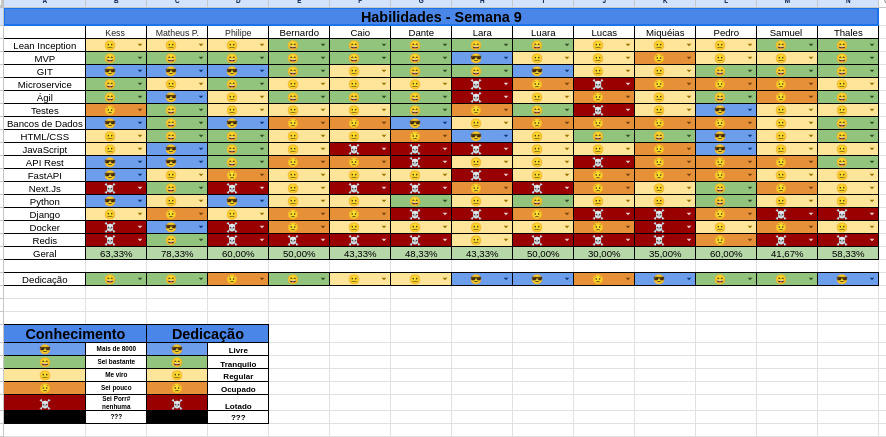 A B C D E F G H I J K L M N
Habilidades - Semana 9
Kess Matheus P. Philipe Bernardo Caio Dante Lara Luara Lucas Miquéias Pedro Samuel Thales
Lean Inception
MVP
GIT
Microservice
Ágil
Testes
Bancos de Dados
HTML/CSS
JavaScript
API Rest
FastAPI
Next.Js
Python
Django
Docker
Redis
Geral 63,33% 78,33% 60,00% 50,00% 43,33% 48,33% 43,33% 50,00% 30,00% 35,00% 60,00% 41,67% 58,33%
Dedicação
Conhecimento Dedicação
Mais de 8000 Livre
Sei bastante Tranquilo
Me viro Regular
Sei pouco Ocupado
Sei Porr# nenhuma Lotado
??? ???